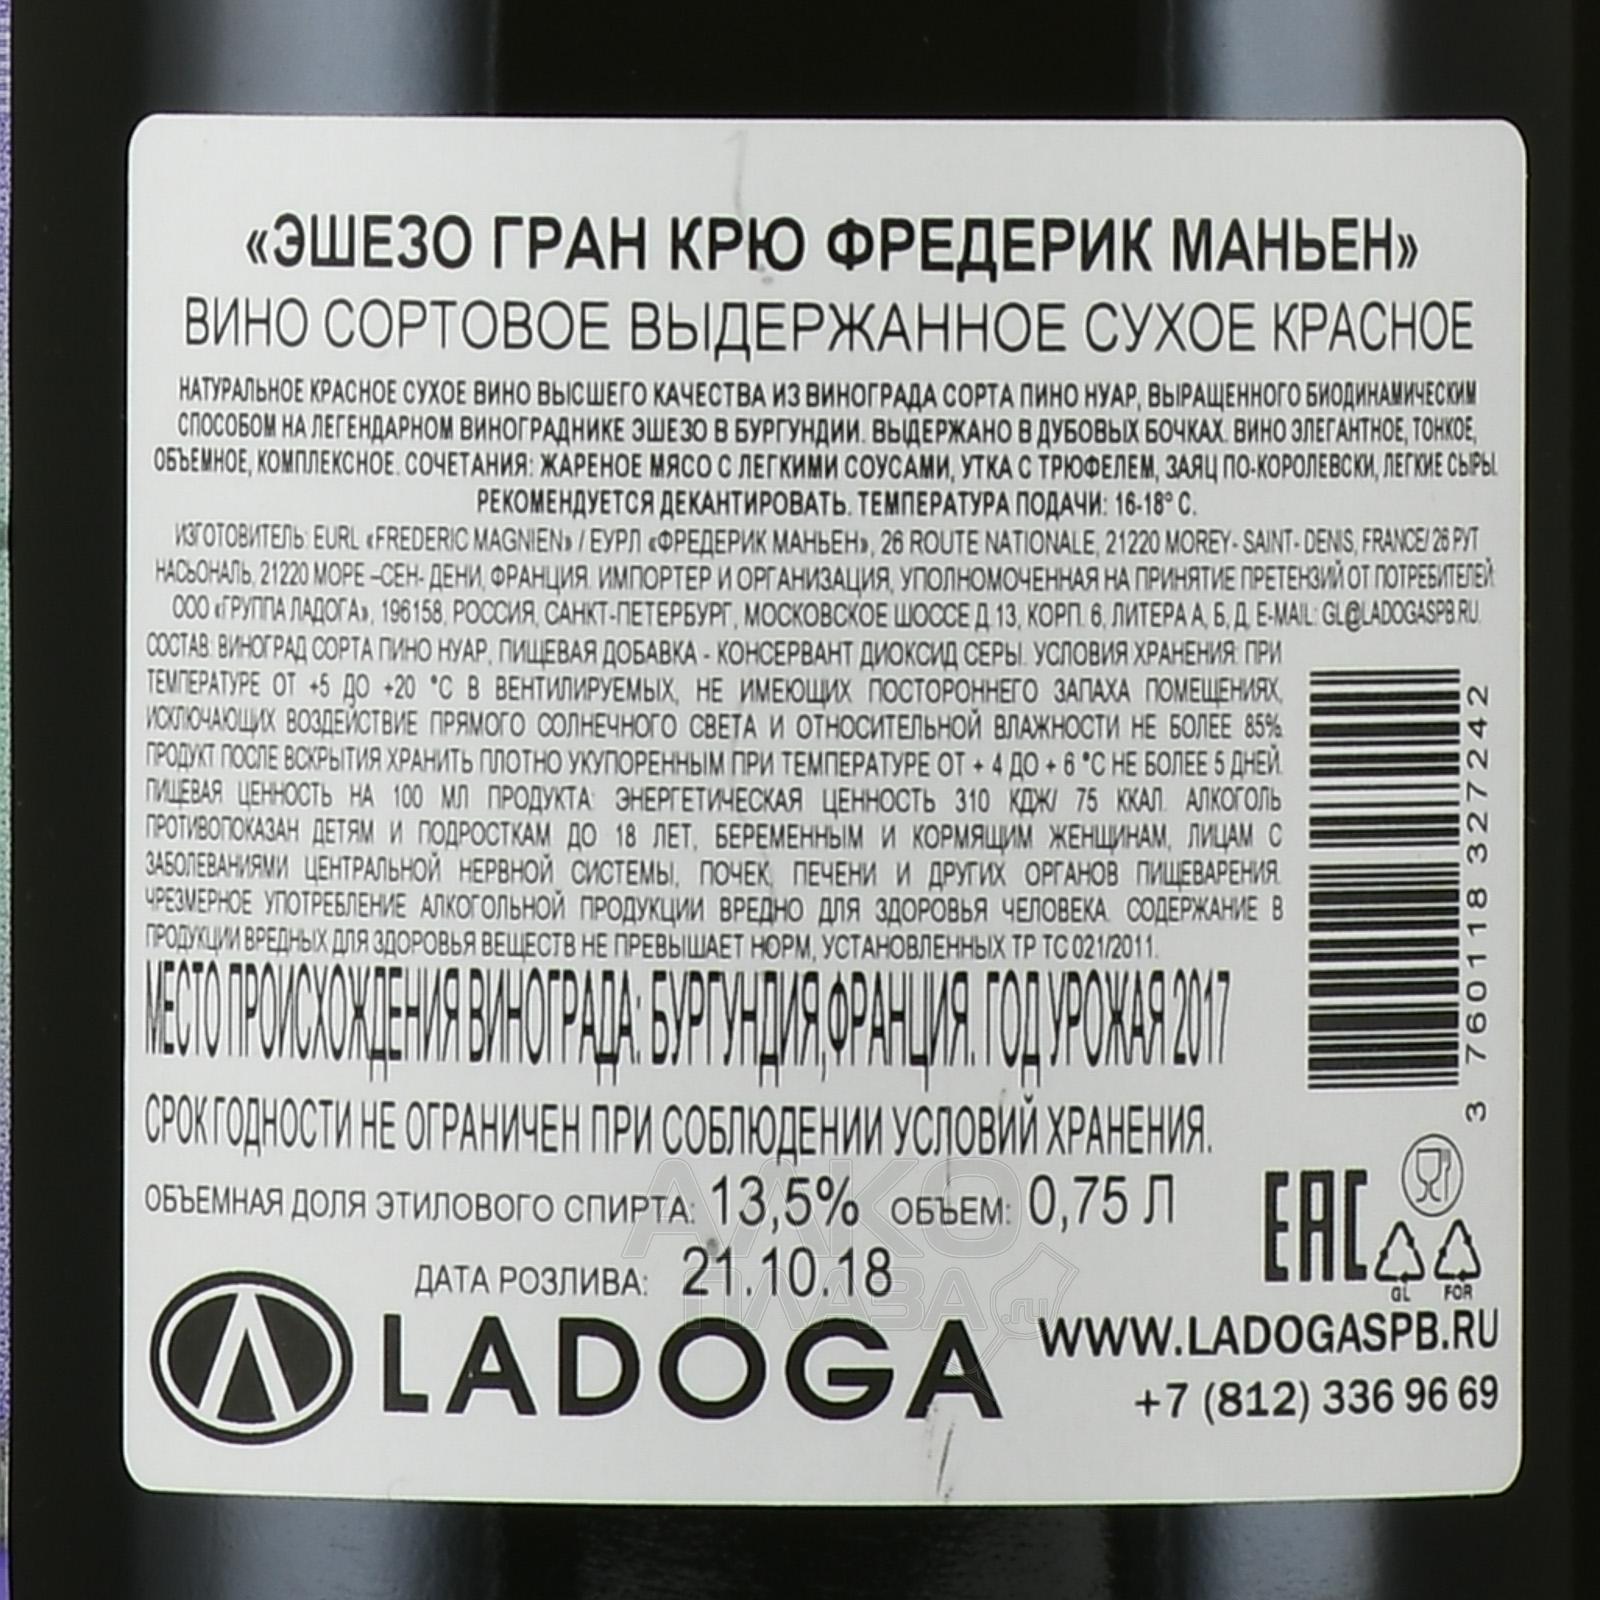 «ЭШЕЗО ГРАН КРЮ ФРЕДЕРИК МАНЬЕН»
ВИНО СОРТОВОЕ ВЫДЕРЖАННОЕ СУХОЕ КРАСНОЕ
НАТУРАЛЬНОЕ КРАСНОЕ СУХОЕ ВИНО ВЫСШЕГО КАЧЕСТВА ИЗ ВИНОГРАДА СОРТА ПИНО НУАР, ВЫРАЩЕННОГО БИОДИНАМИЧЕСКИМ
СПОСОБОМ НА ЛЕГЕНДАРНОМ ВИНОГРАДНИКЕ ЭШЕЗО В БУРГУНДИИ. ВЫДЕРЖАНО В ДУБОВЫХ БОЧКАХ. ВИНО ЭЛЕГАНТНОЕ, ТОНКОЕ,
ОБЪЕМНОЕ, КОМПЛЕКСНОЕ. СОЧЕТАНИЯ: ЖАРЕНОЕ МЯСО С ЛЕГКИМИ СОУСАМИ, УТКА С ТРЮФЕЛЕМ, ЗАЯЦ ПО-КОРОЛЕВСКИ, ЛЕГКИЕ СЫРЫ.
РЕКОМЕНДУЕТСЯ ДЕКАНТИРОВАТЬ. ТЕМПЕРАТУРА ПОДАЧИ: 16-18° С.
ИЗГОТОВИТЕЛЬ: EURL «FREDERIC MAGNIEN» / ЕУРЛ «ФРЕДЕРИК МАНЬЕН», 26 ROUTE NATIONALE, 21220 MOREY- SAINT- DENIS, FRANCE/ 26 РУТ
НАСЬОНАЛЬ, 21220 МОРЕ –СЕН- ДЕНИ, ФРАНЦИЯ. ИМПОРТЕР И ОРГАНИЗАЦИЯ, УПОЛНОМОЧЕННАЯ НА ПРИНЯТИЕ ПРЕТЕНЗИЙ ОТ ПОТРЕБИТЕЛЕЙ:
ООО «ГРУППА ЛАДОГА», 196158, РОССИЯ, САНКТ-ПЕТЕРБУРГ, МОСКОВСКОЕ ШОССЕ Д.13, КОРП. 6, ЛИТЕРА А, Б, Д, E-MAIL: GL@LADOGASPB.RU.
СОСТАВ: ВИНОГРАД СОРТА ПИНО НУАР, ПИЩЕВАЯ ДОБАВКА - КОНСЕРВАНТ ДИОКСИД СЕРЫ. УСЛОВИЯ ХРАНЕНИЯ: ПРИ
ТЕМПЕРАТУРЕ ОТ +5 ДО +20 °С В ВЕНТИЛИРУЕМЫХ, НЕ ИМЕЮЩИХ ПОСТОРОННЕГО ЗАПАХА ПОМЕЩЕНИЯХ,
ИСКЛЮЧАЮЩИХ ВОЗДЕЙСТВИЕ ПРЯМОГО СОЛНЕЧНОГО СВЕТА И ОТНОСИТЕЛЬНОЙ ВЛАЖНОСТИ НЕ БОЛЕЕ 85%.
ПРОДУКТ ПОСЛЕ ВСКРЫТИЯ ХРАНИТЬ ПЛОТНО УКУПОРЕННЫМ ПРИ ТЕМПЕРАТУРЕ ОТ + 4 ДО + 6 °С НЕ БОЛЕЕ 5 ДНЕЙ.
ПИЩЕВАЯ ЦЕННОСТЬ НА 100 МЛ ПРОДУКТА: ЭНЕРГЕТИЧЕСКАЯ ЦЕННОСТЬ 310 КДЖ/ 75 ККАЛ. АЛКОГОЛЬ
ПРОТИВОПОКАЗАН ДЕТЯМ И ПОДРОСТКАМ ДО 18 ЛЕТ, БЕРЕМЕННЫМ И КОРМЯЩИМ ЖЕНЩИНАМ, ЛИЦАМ С
ЗАБОЛЕВАНИЯМИ ЦЕНТРАЛЬНОЙ НЕРВНОЙ СИСТЕМЫ, ПОЧЕК, ПЕЧЕНИ И ДРУГИХ ОРГАНОВ ПИЩЕВАРЕНИЯ.
ЧРЕЗМЕРНОЕ УПОТРЕБЛЕНИЕ АЛКОГОЛЬНОЙ ПРОДУКЦИИ ВРЕДНО ДЛЯ ЗДОРОВЬЯ ЧЕЛОВЕКА. СОДЕРЖАНИЕ В
ПРОДУКЦИИ ВРЕДНЫХ ДЛЯ ЗДОРОВЬЯ ВЕЩЕСТВ НЕ ПРЕВЫШАЕТ НОРМ, УСТАНОВЛЕННЫХ ТР ТС 021/2011.
МЕСТО ПРОИСХОЖДЕНИЯ ВИНОГРАДА: БУРГУНДИЯ,ФРАНЦИЯ. ГОД УРОЖАЯ 2017
СРОК ГОДНОСТИ НЕ ОГРАНИЧЕН ПРИ СОБЛЮДЕНИИ УСЛОВИЙ ХРАНЕНИЯ.
ОБЪЕМНАЯ ДОЛЯ ЭТИЛОВОГО СПИРТА: 13,5% ОБЪЕМ: 0,75 Л
ДАТА РОЗЛИВА: 21.10.18
3 760118 327242
EAC
GL FOR
LADOGA
WWW.LADOGASPB.RU
+7 (812) 336 96 69
АЛКО
ПЛАЗА.ru